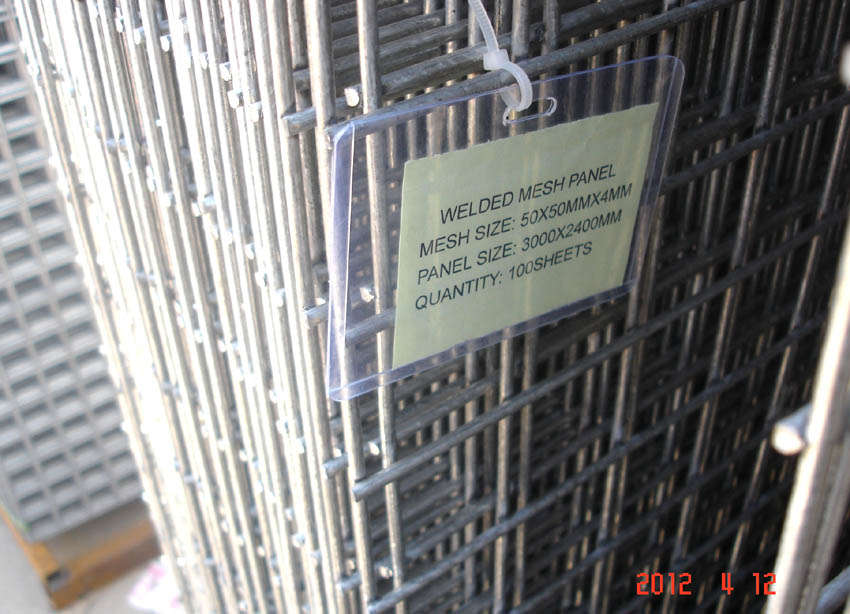 WELDED MESH PANEL
MESH SIZE: 50X50MMX4MM
PANEL SIZE: 3000X2400MM
QUANTITY: 100SHEETS
2012 4 12